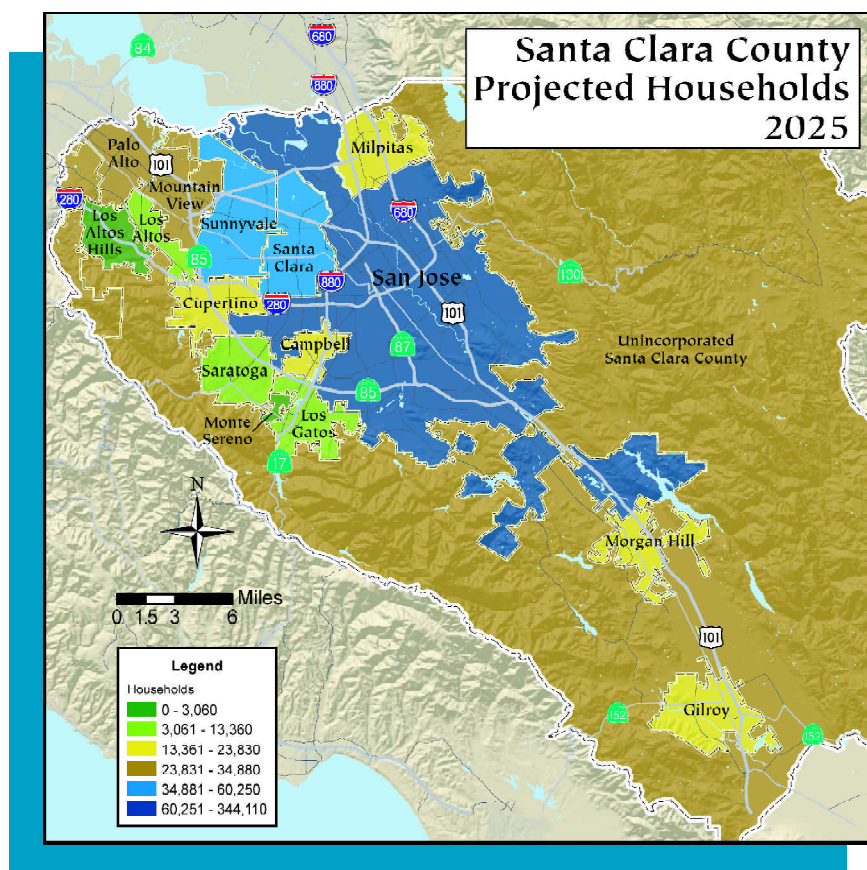 Santa Clara County
Projected Households
2025
84
680
880
Palo
Alto
101
Milpitas
Mountain
View
280
Los
Altos
Hills
Los
Altos
Sunnyvale
680
85
Santa
Clara
880
San Jose
130
Cupertino
280
101
Campbell
87
Unincorporated
Santa Clara County
Saratoga
85
Monte
Sereno
Los
Gatos
17
N
Morgan Hill
Miles
0 1.5 3 6
101
Legend
Households
0 - 3,060
3,061 - 13,360
13,361 - 23,830
23,831 - 34,880
34,881 - 60,250
60,251 - 344,110
Gilroy
152
152